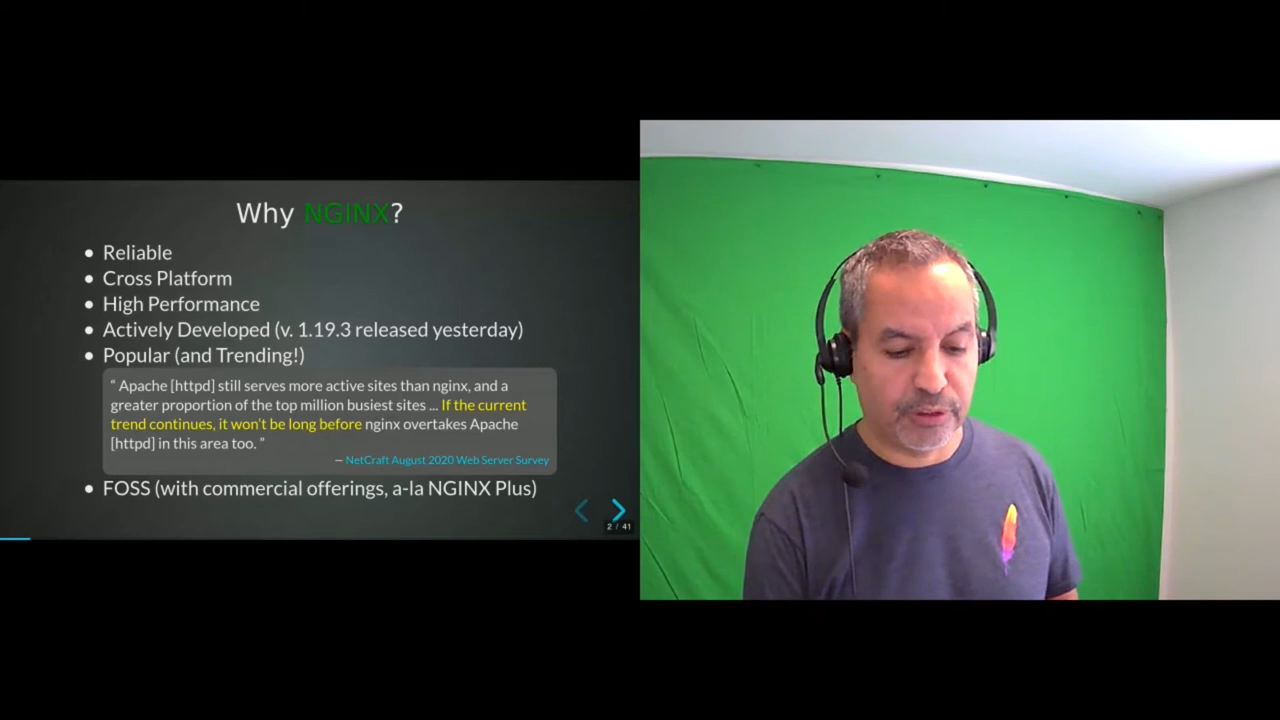 Why NGINX?
• Reliable
• Cross Platform
• High Performance
• Actively Developed (v. 1.19.3 released yesterday)
• Popular (and Trending!)
“ Apache [httpd] still serves more active sites than nginx, and a
greater proportion of the top million busiest sites ... If the current
trend continues, it won't be long before nginx overtakes Apache
[httpd] in this area too. ”
— NetCraft August 2020 Web Server Survey
• FOSS (with commercial offerings, a-la NGINX Plus)
2 / 41